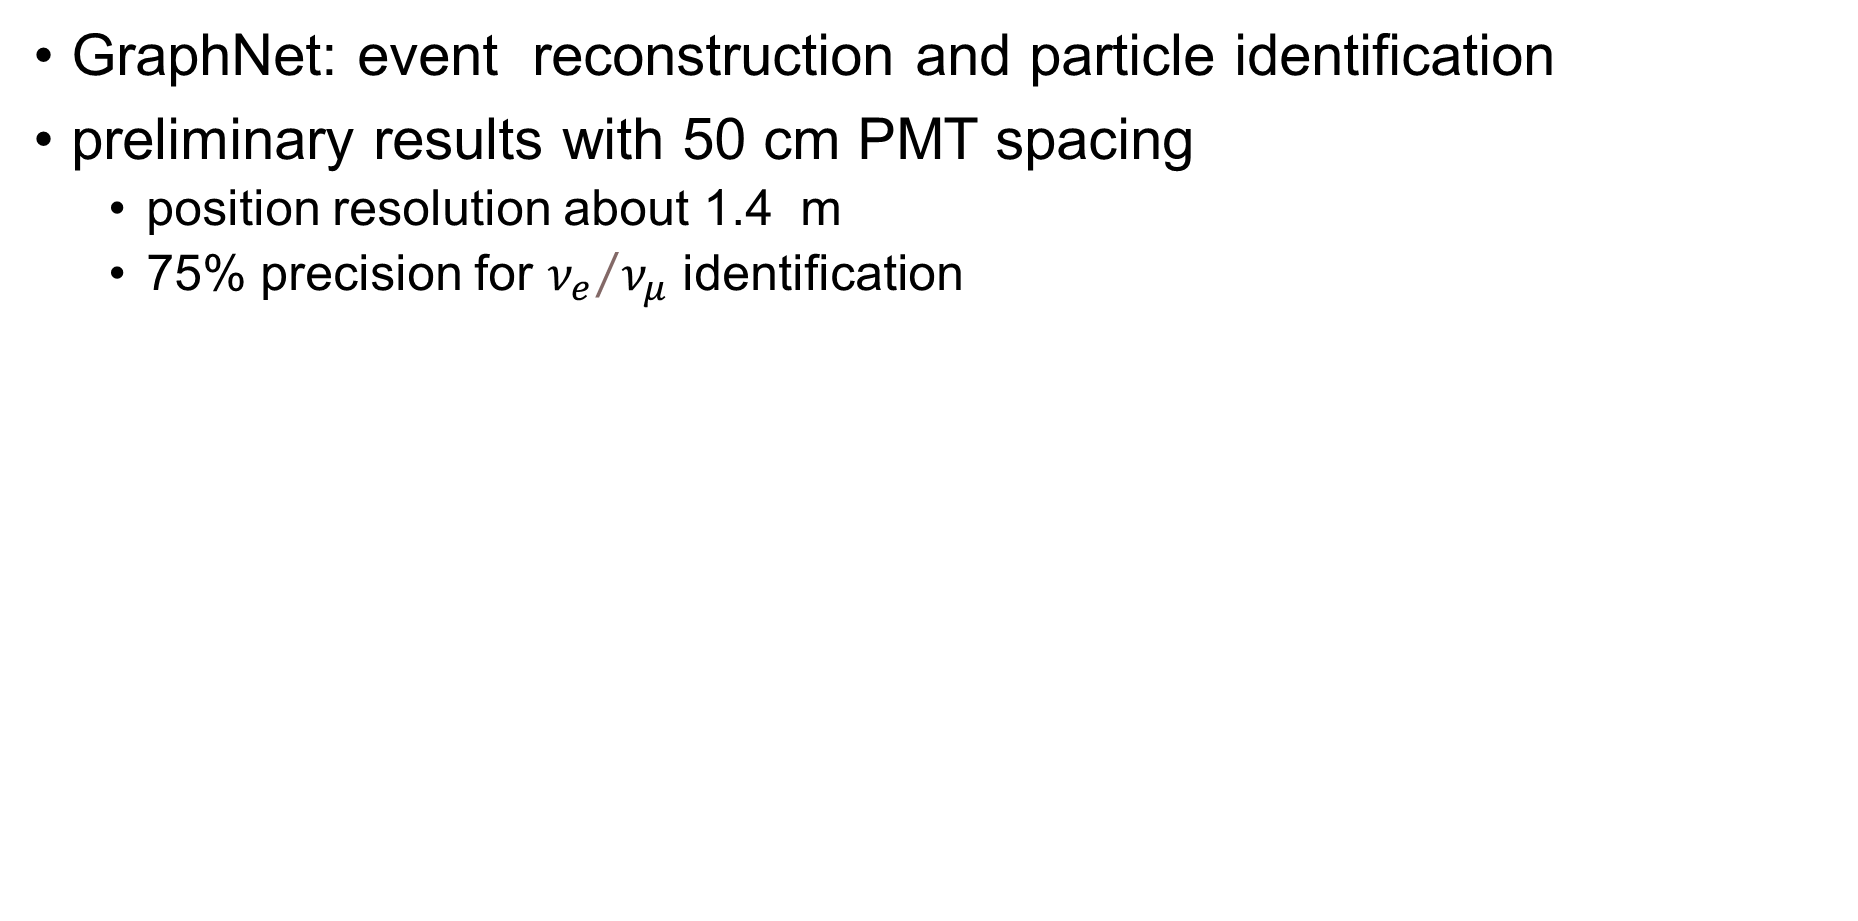 • GraphNet: event reconstruction and particle identification
• preliminary results with 50 cm PMT spacing
• position resolution about 1.4 m
• 75% precision for νₑ/ν_μ identification